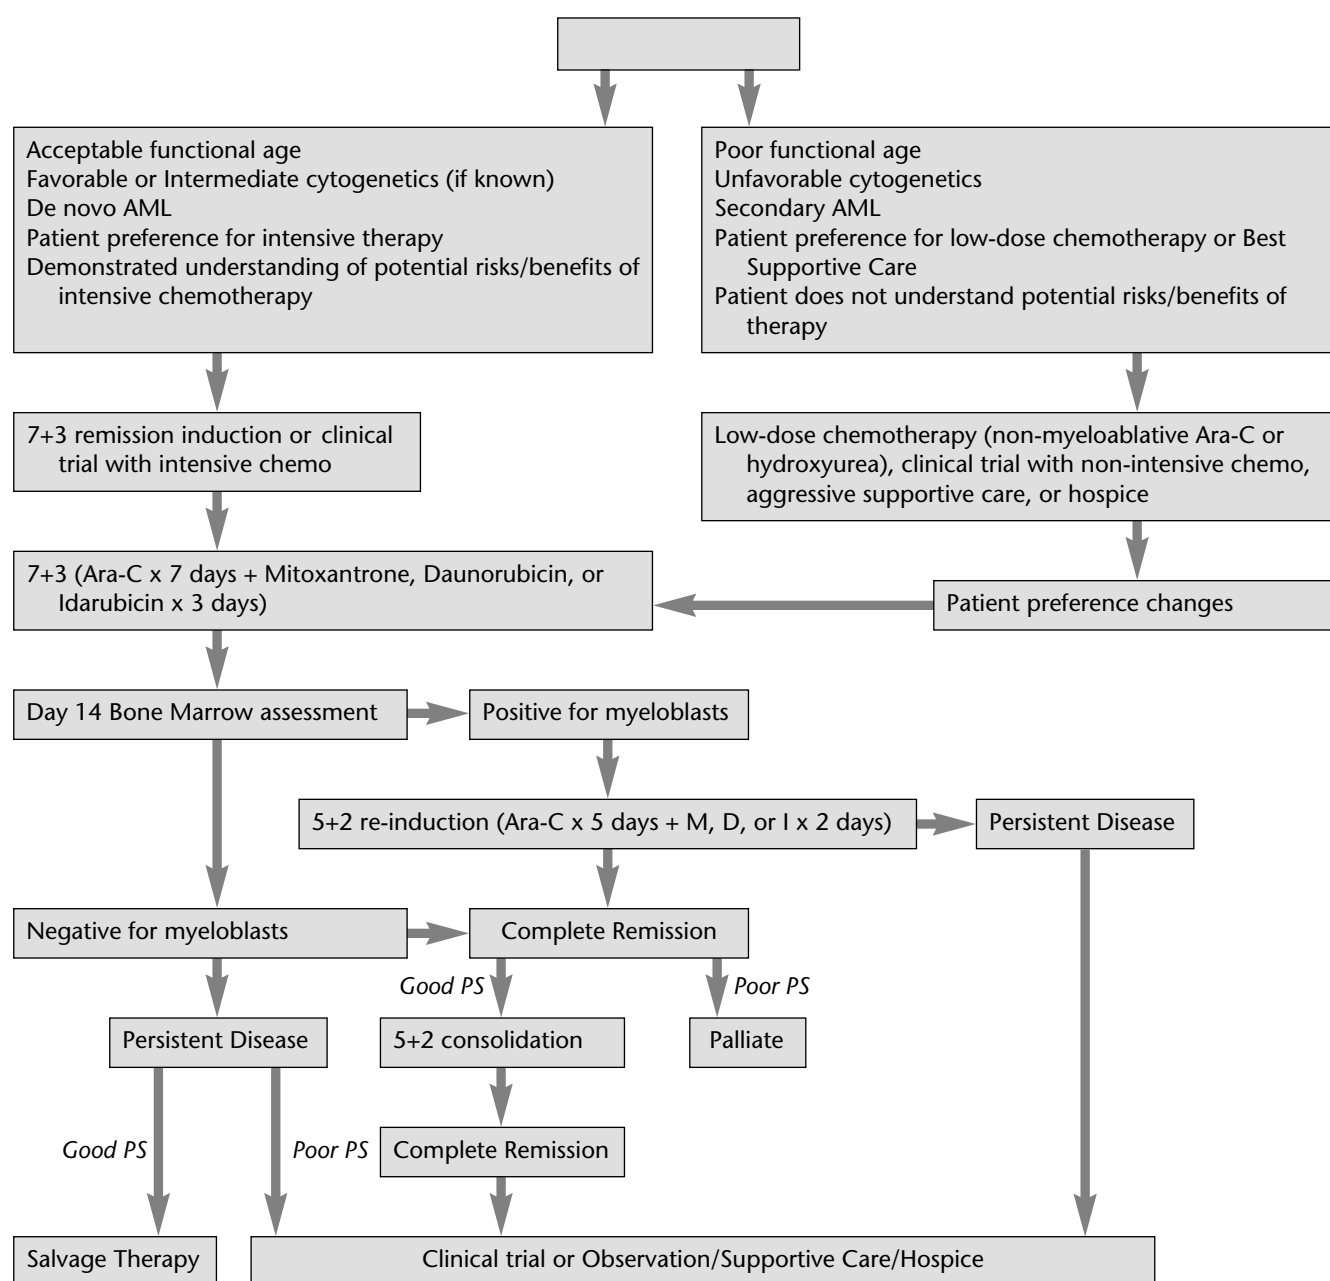 Acceptable functional age
Favorable or Intermediate cytogenetics (if known)
De novo AML
Patient preference for intensive therapy
Demonstrated understanding of potential risks/benefits of
intensive chemotherapy
Poor functional age
Unfavorable cytogenetics
Secondary AML
Patient preference for low-dose chemotherapy or Best
Supportive Care
Patient does not understand potential risks/benefits of
therapy
7+3 remission induction or clinical
trial with intensive chemo
Low-dose chemotherapy (non-myeloablative Ara-C or
hydroxyurea), clinical trial with non-intensive chemo,
aggressive supportive care, or hospice
7+3 (Ara-C x 7 days + Mitoxantrone, Daunorubicin, or
Idarubicin x 3 days)
Patient preference changes
Day 14 Bone Marrow assessment
Positive for myeloblasts
5+2 re-induction (Ara-C x 5 days + M, D, or I x 2 days)
Persistent Disease
Negative for myeloblasts
Complete Remission
Good PS
Poor PS
Persistent Disease
5+2 consolidation
Palliate
Good PS
Poor PS
Complete Remission
Salvage Therapy
Clinical trial or Observation/Supportive Care/Hospice